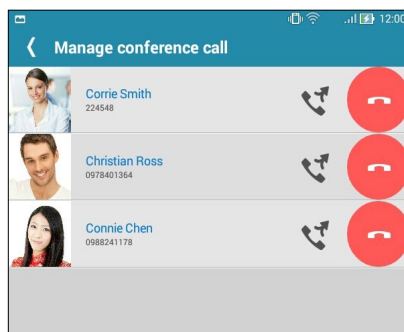 12:00
Manage conference call
Corrie Smith
224548
Christian Ross
0978401364
Connie Chen
0988241178